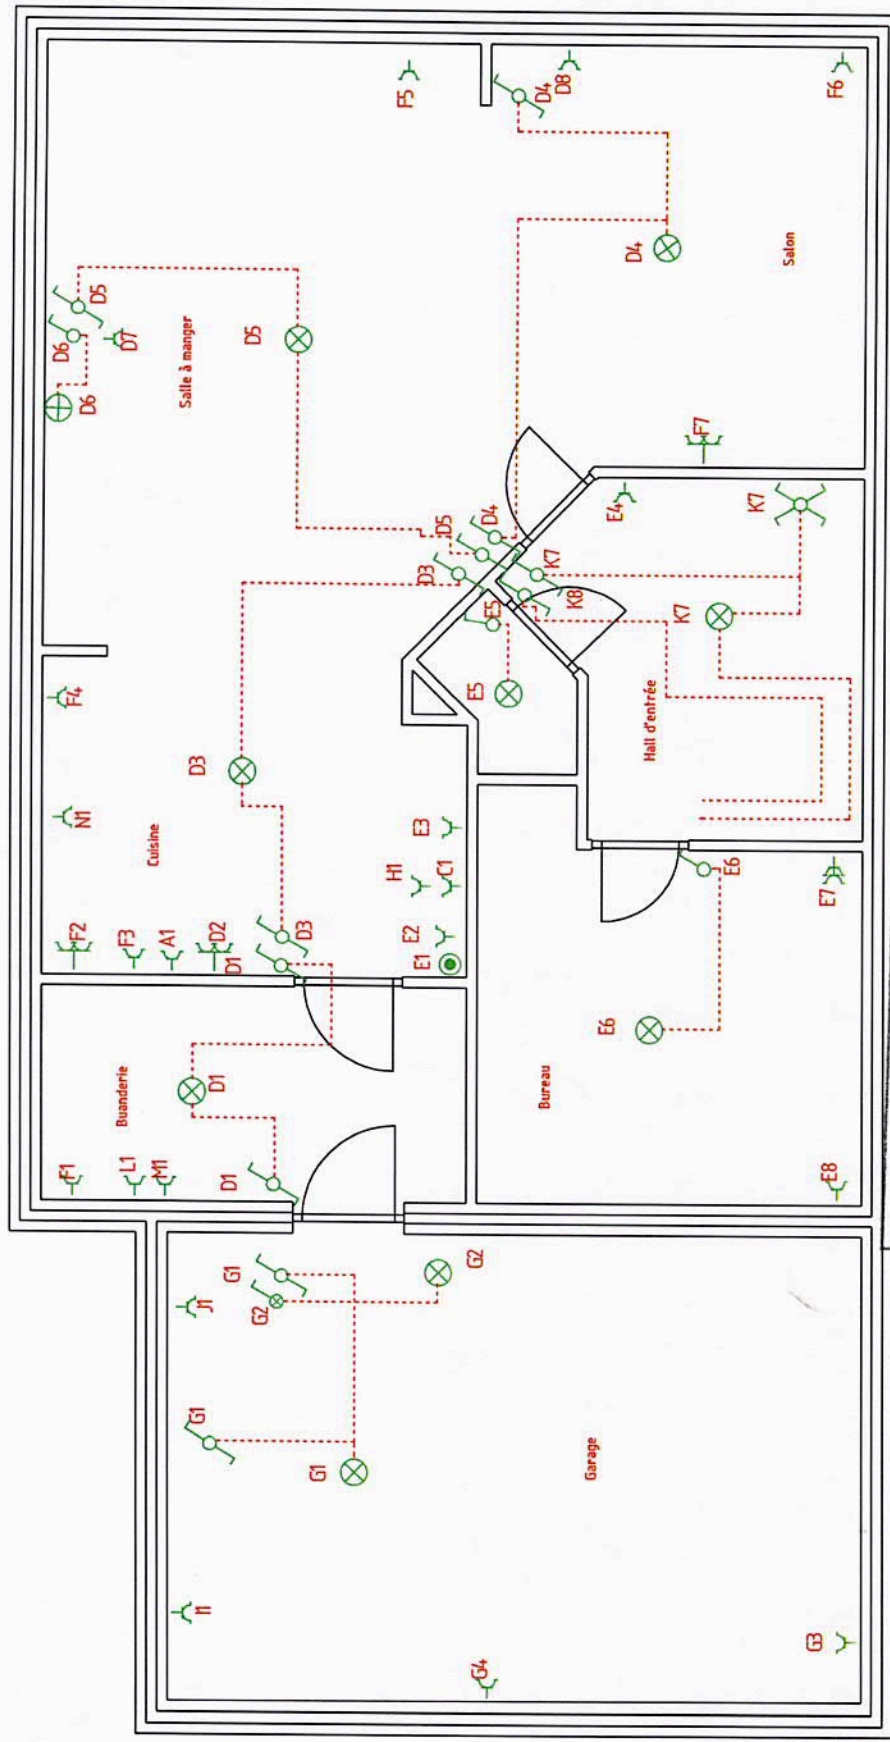 F1
L1
M1
D1
Buanderie
D1
F2
F3
A1
D2
D1
D3
N1
F4
Cuisine
D3
E1
E2
C1
H1
E3
D6
D6
D7
D5
Salle à manger
D5
F5
D3
D5
D4
D4
D8
F6
D4
Salon
F7
E5
E5
K8
K7
E4
K7
K7
Hall d'entrée
Bureau
E6
E6
E7
E8
I1
J1
G1
G1
G2
G1
G2
Garage
G4
G3